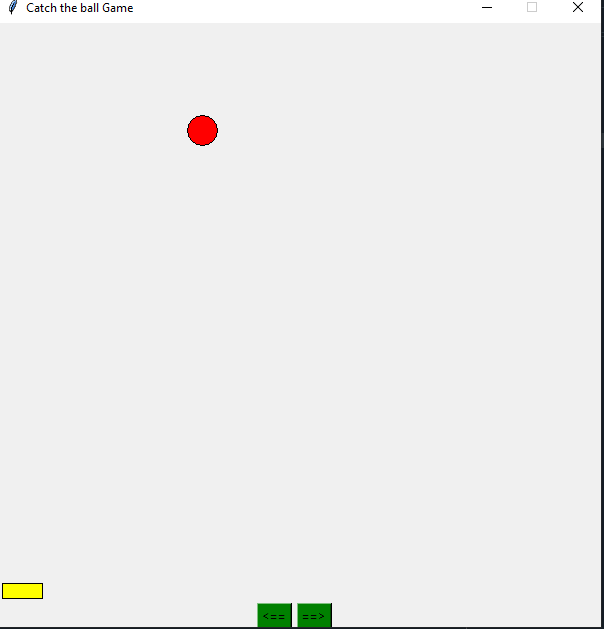 Catch the ball Game
<== ==>